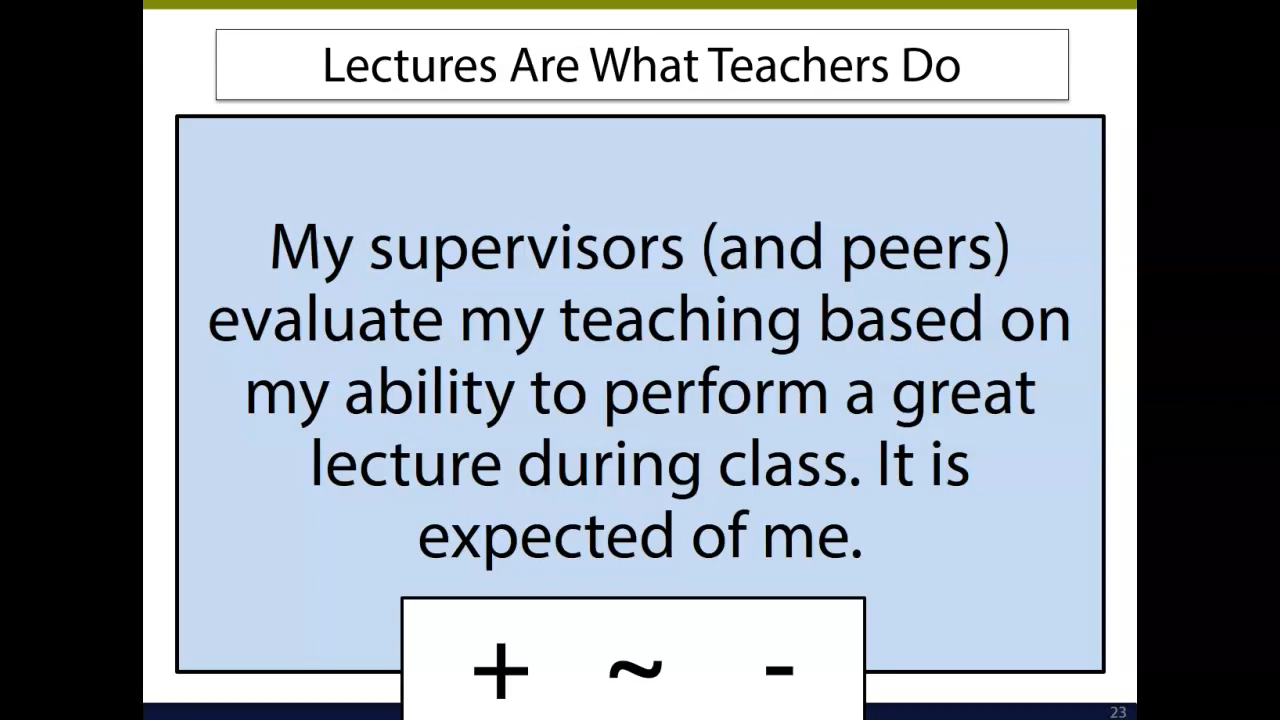 Lectures Are What Teachers Do
My supervisors (and peers)
evaluate my teaching based on
my ability to perform a great
lecture during class. It is
expected of me.
+ ~ -
23